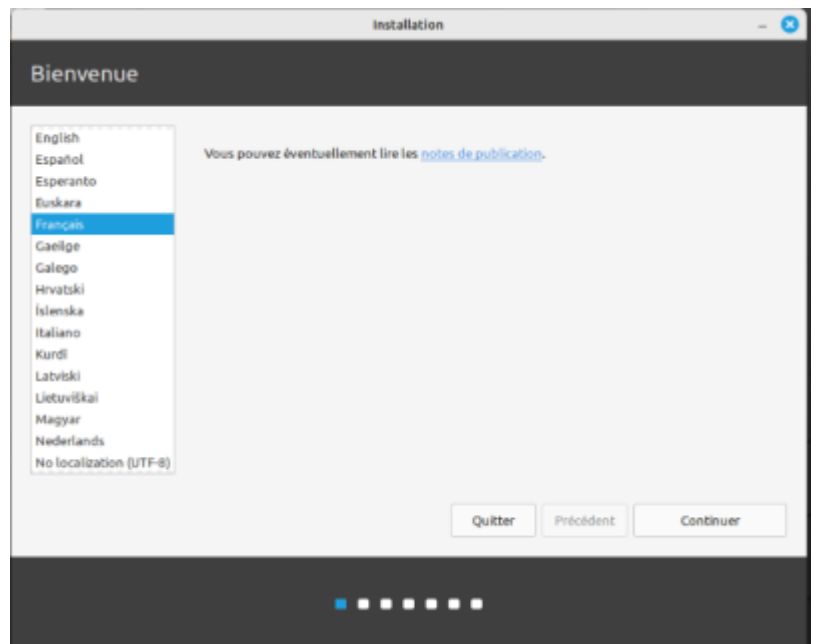 Installation
Bienvenue
English
Español
Esperanto
Euskara
Français
Gaeilge
Galego
Hrvatski
Íslenska
Italiano
Kurdî
Latviski
Lietuviškai
Magyar
Nederlands
No localization (UTF-8)
Vous pouvez éventuellement lire les notes de publication.
Quitter
Précédent
Continuer